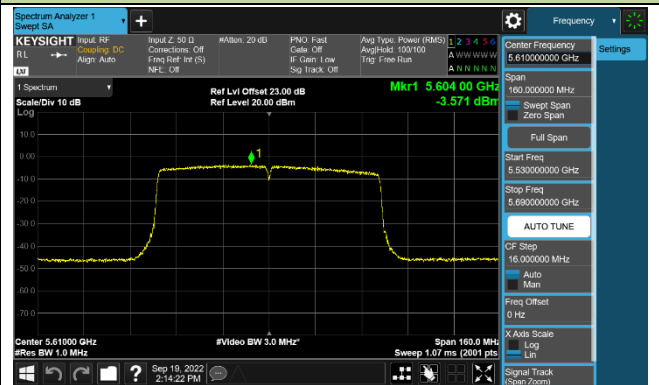 Spectrum Analyzer 1
Swept SA
Frequency
KEYSIGHT
RL
LXI
Input: RF
Coupling: DC
Align: Auto
Input Z: 50 Ω
Corrections: Off
Freq Ref: Int (S)
NFE: Off
#Atten: 20 dB
PNO: Fast
Gate: Off
IF Gain: Low
Sig Track: Off
Avg Type: Power (RMS)
Avg|Hold: 100/100
Trig: Free Run
1 2 3 4 5 6
A W W W W W
A N N N N N
Center Frequency
5.610000000 GHz
Settings
Span
160.000000 MHz
Swept Span
Zero Span
Full Span
Start Freq
5.530000000 GHz
Stop Freq
5.690000000 GHz
AUTO TUNE
CF Step
16.000000 MHz
Auto
Man
Freq Offset
0 Hz
X Axis Scale
Log
Lin
Signal Track
(Span Zoom)
1 Spectrum
Scale/Div 10 dB
Log
Ref Lvl Offset 23.00 dB
Ref Level 20.00 dBm
Mkr1 5.604 00 GHz
-3.571 dBm
10.0
0.00
-10.0
-20.0
-30.0
-40.0
-50.0
-60.0
-70.0
1
Center 5.61000 GHz
#Res BW 1.0 MHz
#Video BW 3.0 MHz*
Span 160.0 MHz
Sweep 1.07 ms (2001 pts)
?
Sep 19, 2022
2:14:22 PM